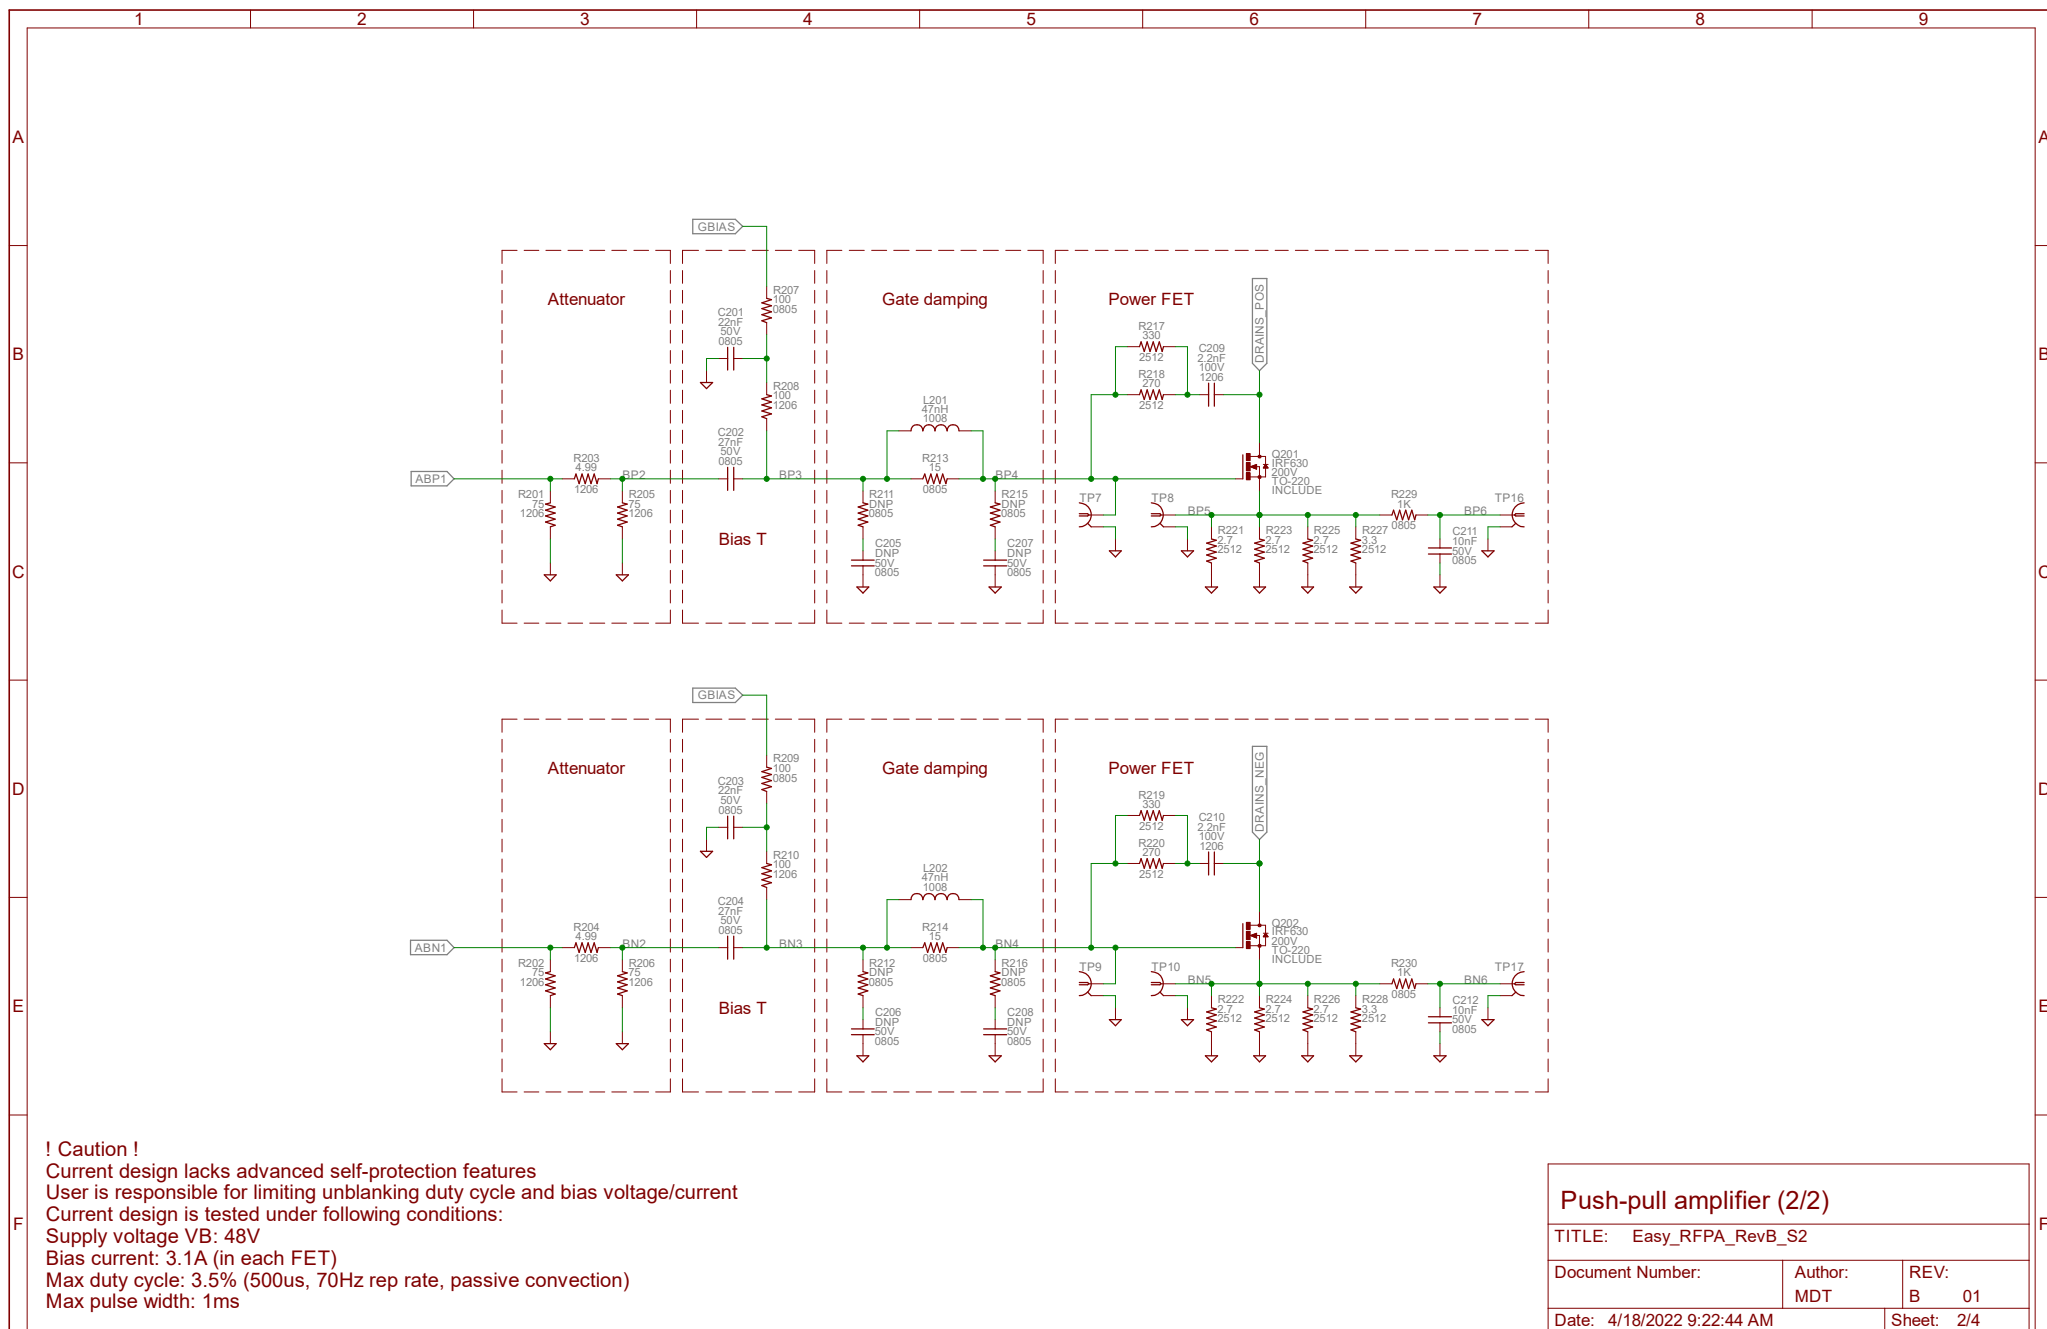 1 2 3 4 5 6 7 8 9
A A
B B
C C
D D
E E
F F
GBIAS
Attenuator
Bias T
Gate damping
Power FET
ABP1
R201
75
1206
R203
4.99
1206
BP2
R205
75
1206
R207
100
0805
C201
22nF
50V
0805
R208
100
1206
C202
27nF
50V
0805
BP3
L201
47nH
1008
R213
15
0805
BP4
R211
DNP
0805
C205
DNP
50V
0805
R215
DNP
0805
C207
DNP
50V
0805
R217
330
2512
R218
270
2512
C209
2.2nF
100V
1206
DRAINS_POS
Q201
IRF630
200V
TO-220
INCLUDE
TP7
TP8
BP5
R221
2.7
2512
R223
2.7
2512
R225
2.7
2512
R227
3.3
2512
R229
1K
0805
BP6
TP16
C211
10nF
50V
0805
GBIAS
Attenuator
Bias T
Gate damping
Power FET
ABN1
R202
75
1206
R204
4.99
1206
BN2
R206
75
1206
R209
100
0805
C203
22nF
50V
0805
R210
100
1206
C204
27nF
50V
0805
BN3
L202
47nH
1008
R214
15
0805
BN4
R212
DNP
0805
C206
DNP
50V
0805
R216
DNP
0805
C208
DNP
50V
0805
R219
330
2512
R220
270
2512
C210
2.2nF
100V
1206
DRAINS_NEG
Q202
IRF630
200V
TO-220
INCLUDE
TP9
TP10
BN5
R222
2.7
2512
R224
2.7
2512
R226
2.7
2512
R228
3.3
2512
R230
1K
0805
BN6
TP17
C212
10nF
50V
0805
! Caution !
Current design lacks advanced self-protection features
User is responsible for limiting unblanking duty cycle and bias voltage/current
Current design is tested under following conditions:
Supply voltage VB: 48V
Bias current: 3.1A (in each FET)
Max duty cycle: 3.5% (500us, 70Hz rep rate, passive convection)
Max pulse width: 1ms
Push-pull amplifier (2/2)
TITLE: Easy_RFPA_RevB_S2
Document Number:
Author:
MDT
REV:
B 01
Date: 4/18/2022 9:22:44 AM
Sheet: 2/4